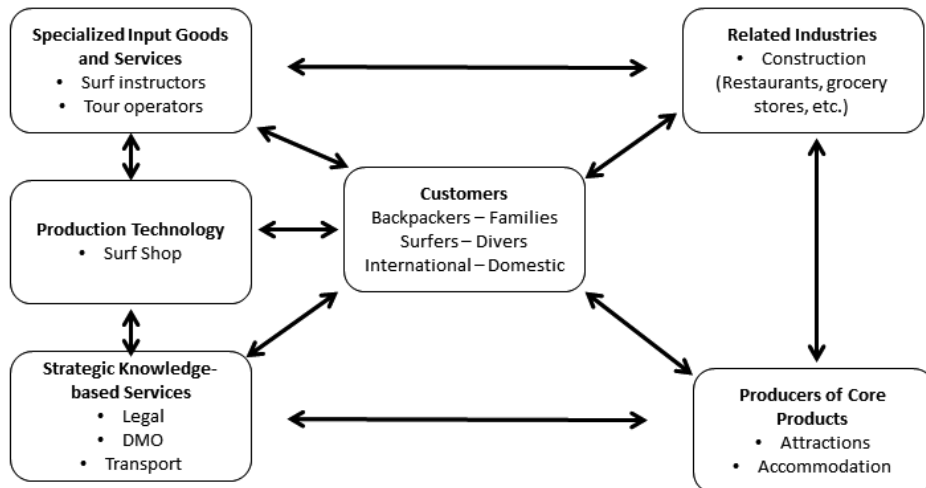 Specialized Input Goods
and Services
• Surf instructors
• Tour operators
Related Industries
• Construction
(Restaurants, grocery
stores, etc.)
Customers
Backpackers – Families
Surfers – Divers
International – Domestic
Production Technology
• Surf Shop
Strategic Knowledge-
based Services
• Legal
• DMO
• Transport
Producers of Core
Products
• Attractions
• Accommodation